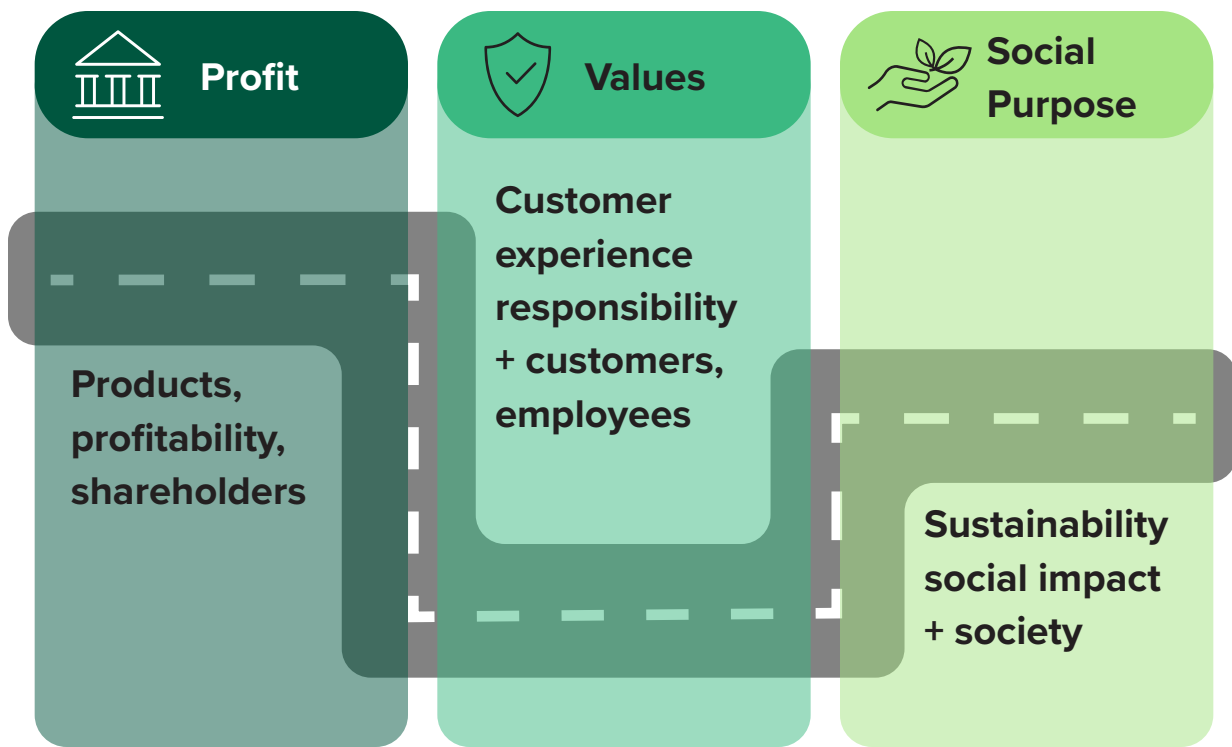 Profit
Products,
profitability,
shareholders
Values
Customer
experience
responsibility
+ customers,
employees
Social
Purpose
Sustainability
social impact
+ society